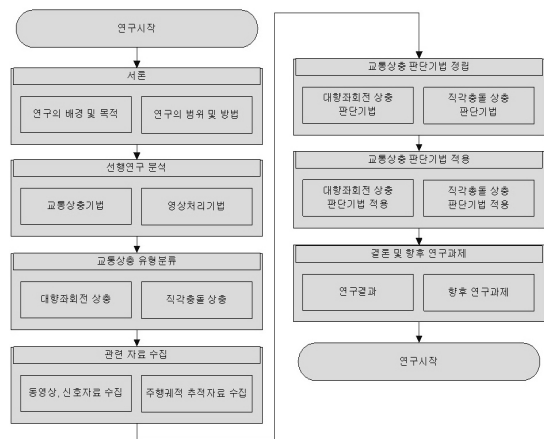 연구시작
서론
연구의 배경 및 목적
연구의 범위 및 방법
선행연구 분석
교통상충기법
영상처리기법
교통상충 유형분류
대향좌회전 상충
직각충돌 상충
관련 자료 수집
동영상, 신호자료 수집
주행궤적 추적자료 수집
교통상충 판단기법 정립
대향좌회전 상충
판단기법
직각충돌 상충
판단기법
교통상충 판단기법 적용
대향좌회전 상충
판단기법 적용
직각충돌 상충
판단기법 적용
결론 및 향후 연구과제
연구결과
향후 연구과제
연구시작